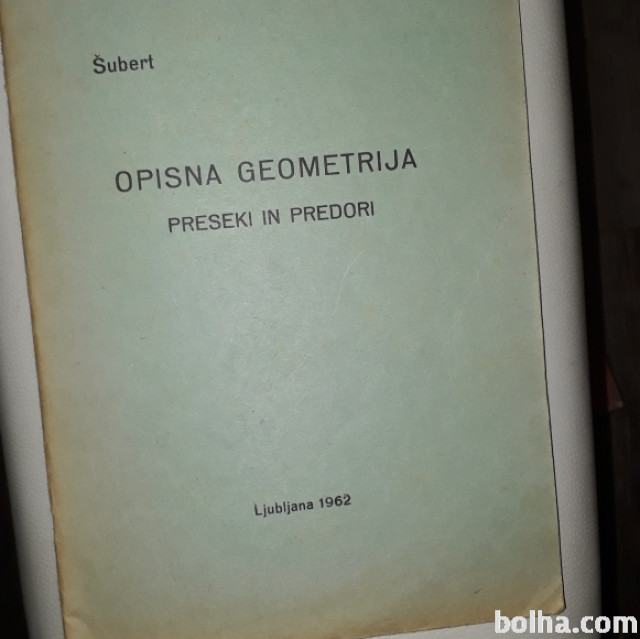 Šubert
OPISNA GEOMETRIJA
PRESEKI IN PREDORI
Ljubljana 1962
bolha.com